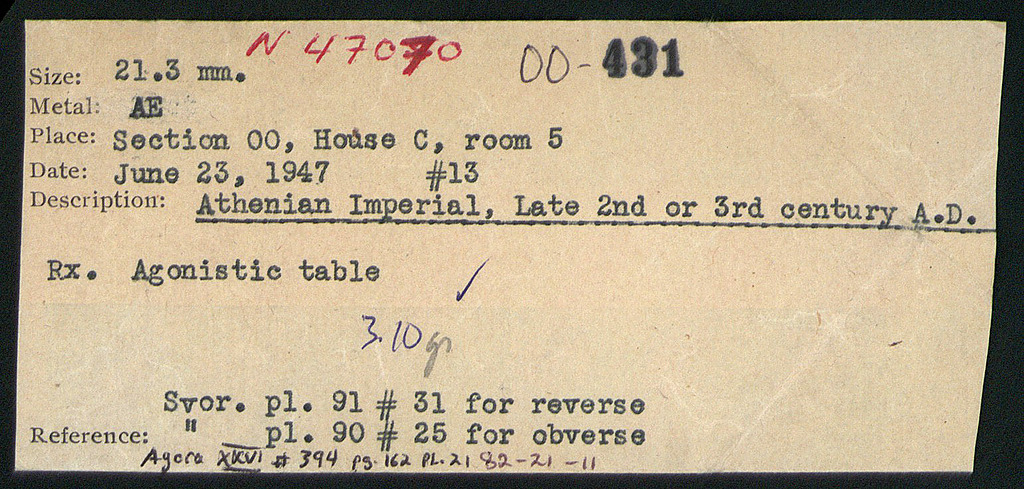 N 47070 00-431
Size: 21.3 mm.
Metal: AE
Place: Section OO, House C, room 5
Date: June 23, 1947 #13
Description: Athenian Imperial, Late 2nd or 3rd century A.D.
Rx. Agonistic table
✓
3.10 gr
Svor. pl. 91 # 31 for reverse
Reference: " pl. 90 # 25 for obverse
Agora XXVI # 394 pg. 162 PL. 21 82-21-11